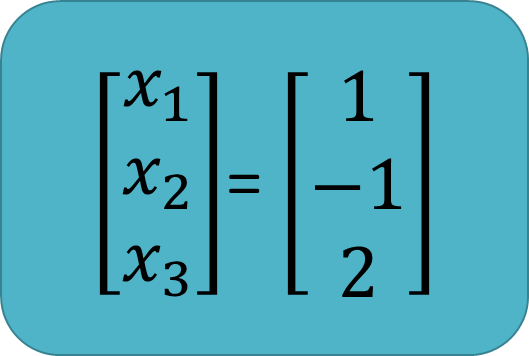 [x₁] [1]
[x₂] = [−1]
[x₃] [2]